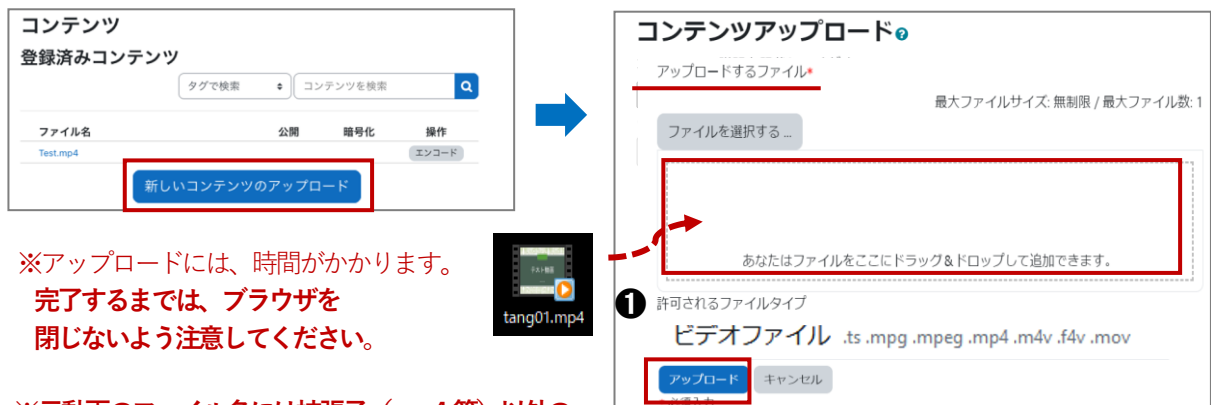 コンテンツ
登録済みコンテンツ
タグで検索 コンテンツを検索
ファイル名 公開 暗号化 操作
Test.mp4 エンコード
新しいコンテンツのアップロード
※アップロードには、時間がかかります。
完了するまでは、ブラウザを
閉じないよう注意してください。
テスト動画
tang01.mp4
コンテンツアップロード
アップロードするファイル
最大ファイルサイズ: 無制限 / 最大ファイル数: 1
ファイルを選択する ...
あなたはファイルをここにドラッグ＆ドロップして追加できます。
❶ 許可されるファイルタイプ
ビデオファイル .ts .mpg .mpeg .mp4 .m4v .f4v .mov
アップロード キャンセル